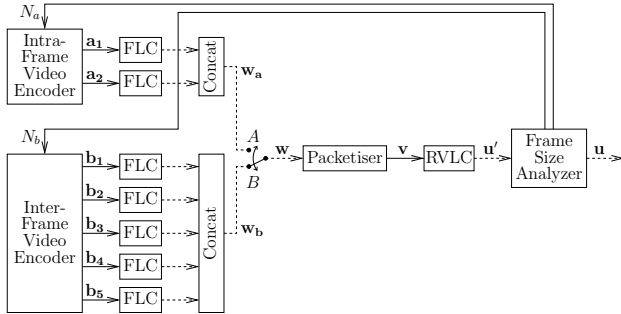 N_a
Intra-
Frame
Video
Encoder
a_1
FLC
a_2
FLC
Concat
w_a
N_b
Inter-
Frame
Video
Encoder
b_1
FLC
b_2
FLC
b_3
FLC
b_4
FLC
b_5
FLC
Concat
w_b
A
B
w
Packetiser
v
RVLC
u'
Frame
Size
Analyzer
u